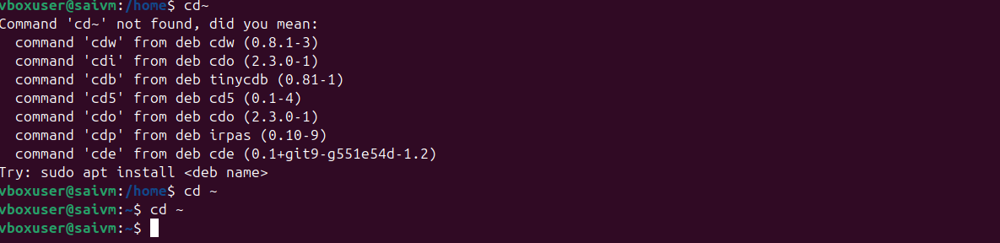 vboxuser@saivm:/home$ cd~
Command 'cd~' not found, did you mean:
  command 'cdw' from deb cdw (0.8.1-3)
  command 'cdi' from deb cdo (2.3.0-1)
  command 'cdb' from deb tinycdb (0.81-1)
  command 'cd5' from deb cd5 (0.1-4)
  command 'cdo' from deb cdo (2.3.0-1)
  command 'cdp' from deb irpas (0.10-9)
  command 'cde' from deb cde (0.1+git9-g551e54d-1.2)
Try: sudo apt install <deb name>
vboxuser@saivm:/home$ cd ~
vboxuser@saivm:~$ cd ~
vboxuser@saivm:~$